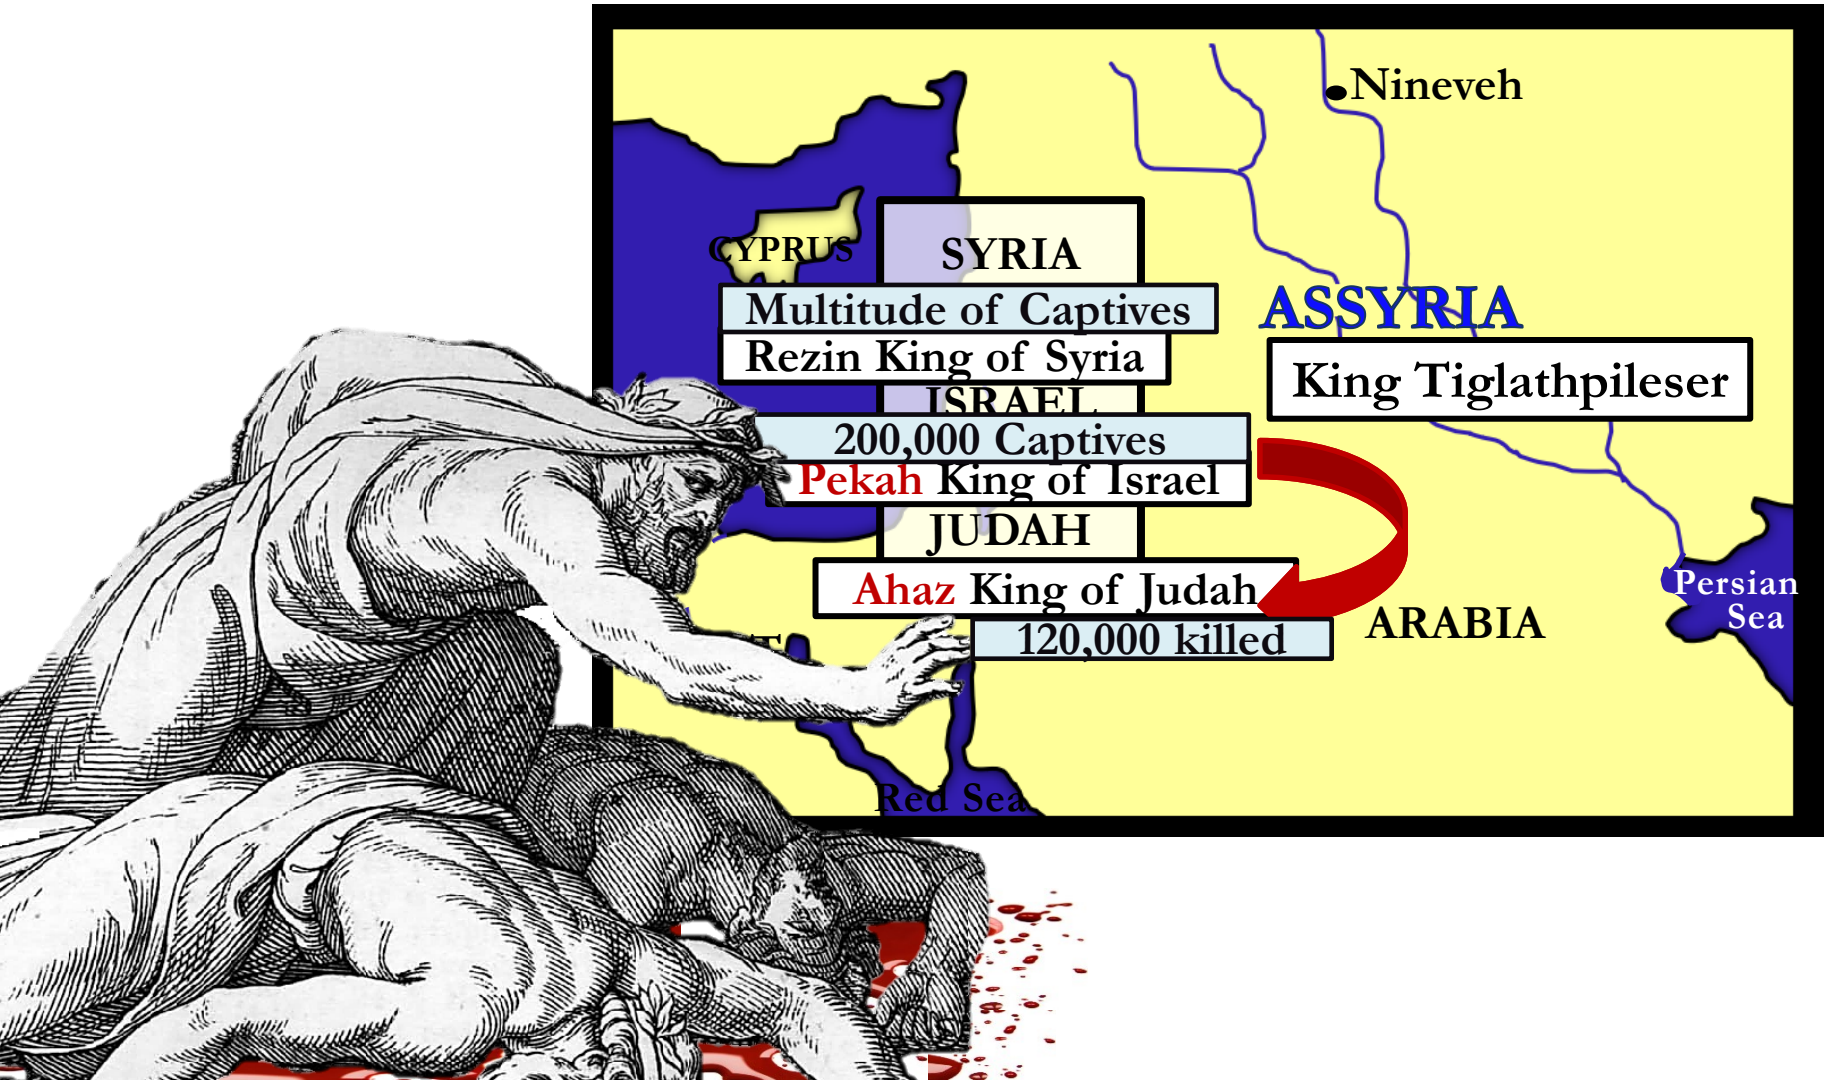 Nineveh
CYPRUS
SYRIA
Multitude of Captives
ASSYRIA
Rezin King of Syria
King Tiglathpileser
ISRAEL
200,000 Captives
Pekah King of Israel
JUDAH
Ahaz King of Judah
Persian
Sea
ARABIA
120,000 killed
Red Sea